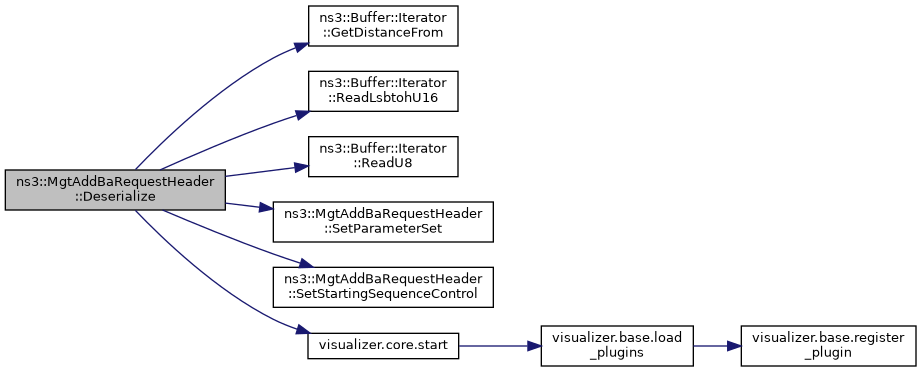 ns3::MgtAddBaRequestHeader
::Deserialize
ns3::Buffer::Iterator
::GetDistanceFrom
ns3::Buffer::Iterator
::ReadLsbtohU16
ns3::Buffer::Iterator
::ReadU8
ns3::MgtAddBaRequestHeader
::SetParameterSet
ns3::MgtAddBaRequestHeader
::SetStartingSequenceControl
visualizer.core.start
visualizer.base.load
_plugins
visualizer.base.register
_plugin